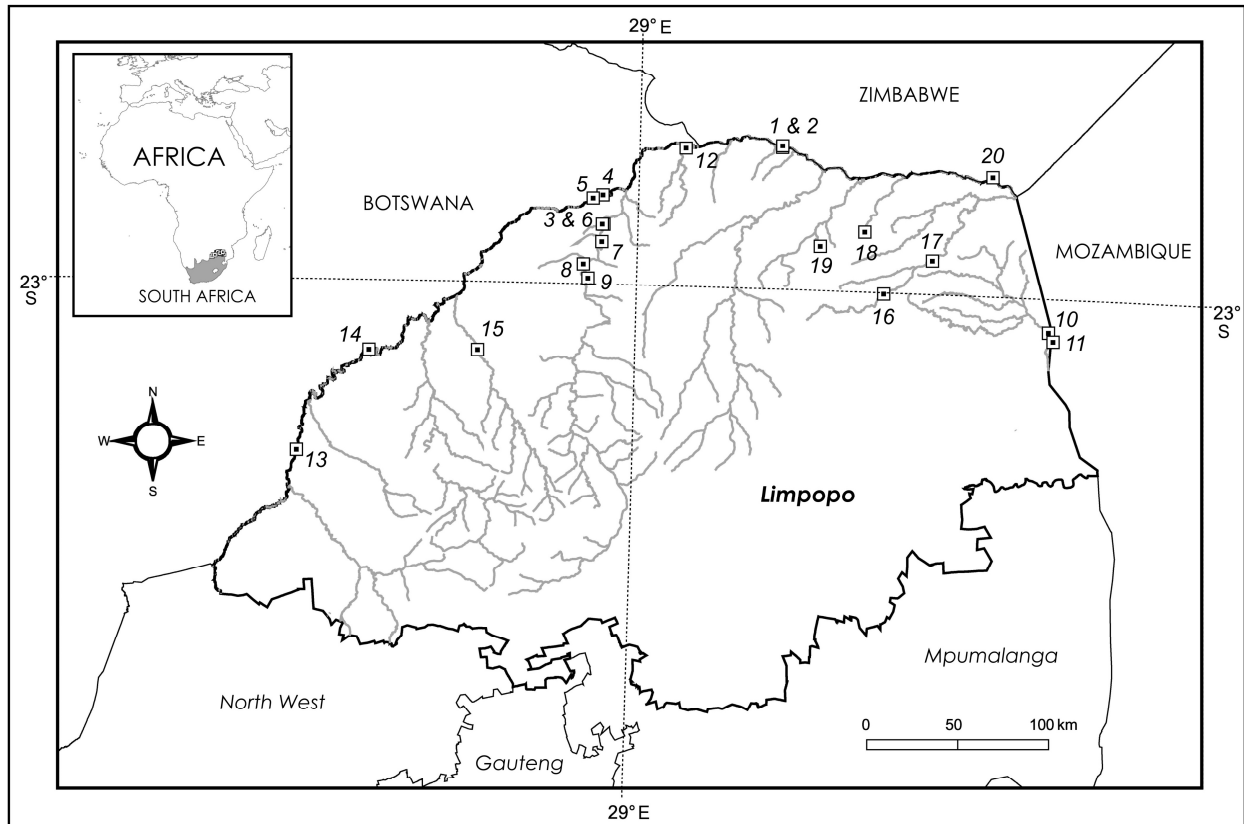 29° E
ZIMBABWE
AFRICA
SOUTH AFRICA
BOTSWANA
MOZAMBIQUE
1 & 2
12
20
4
5
3 & 6
7
8
9
18
17
19
16
10
11
23°
S
23°
S
14
15
13
N
W
E
S
Limpopo
Mpumalanga
North West
Gauteng
0 50 100 km
29° E